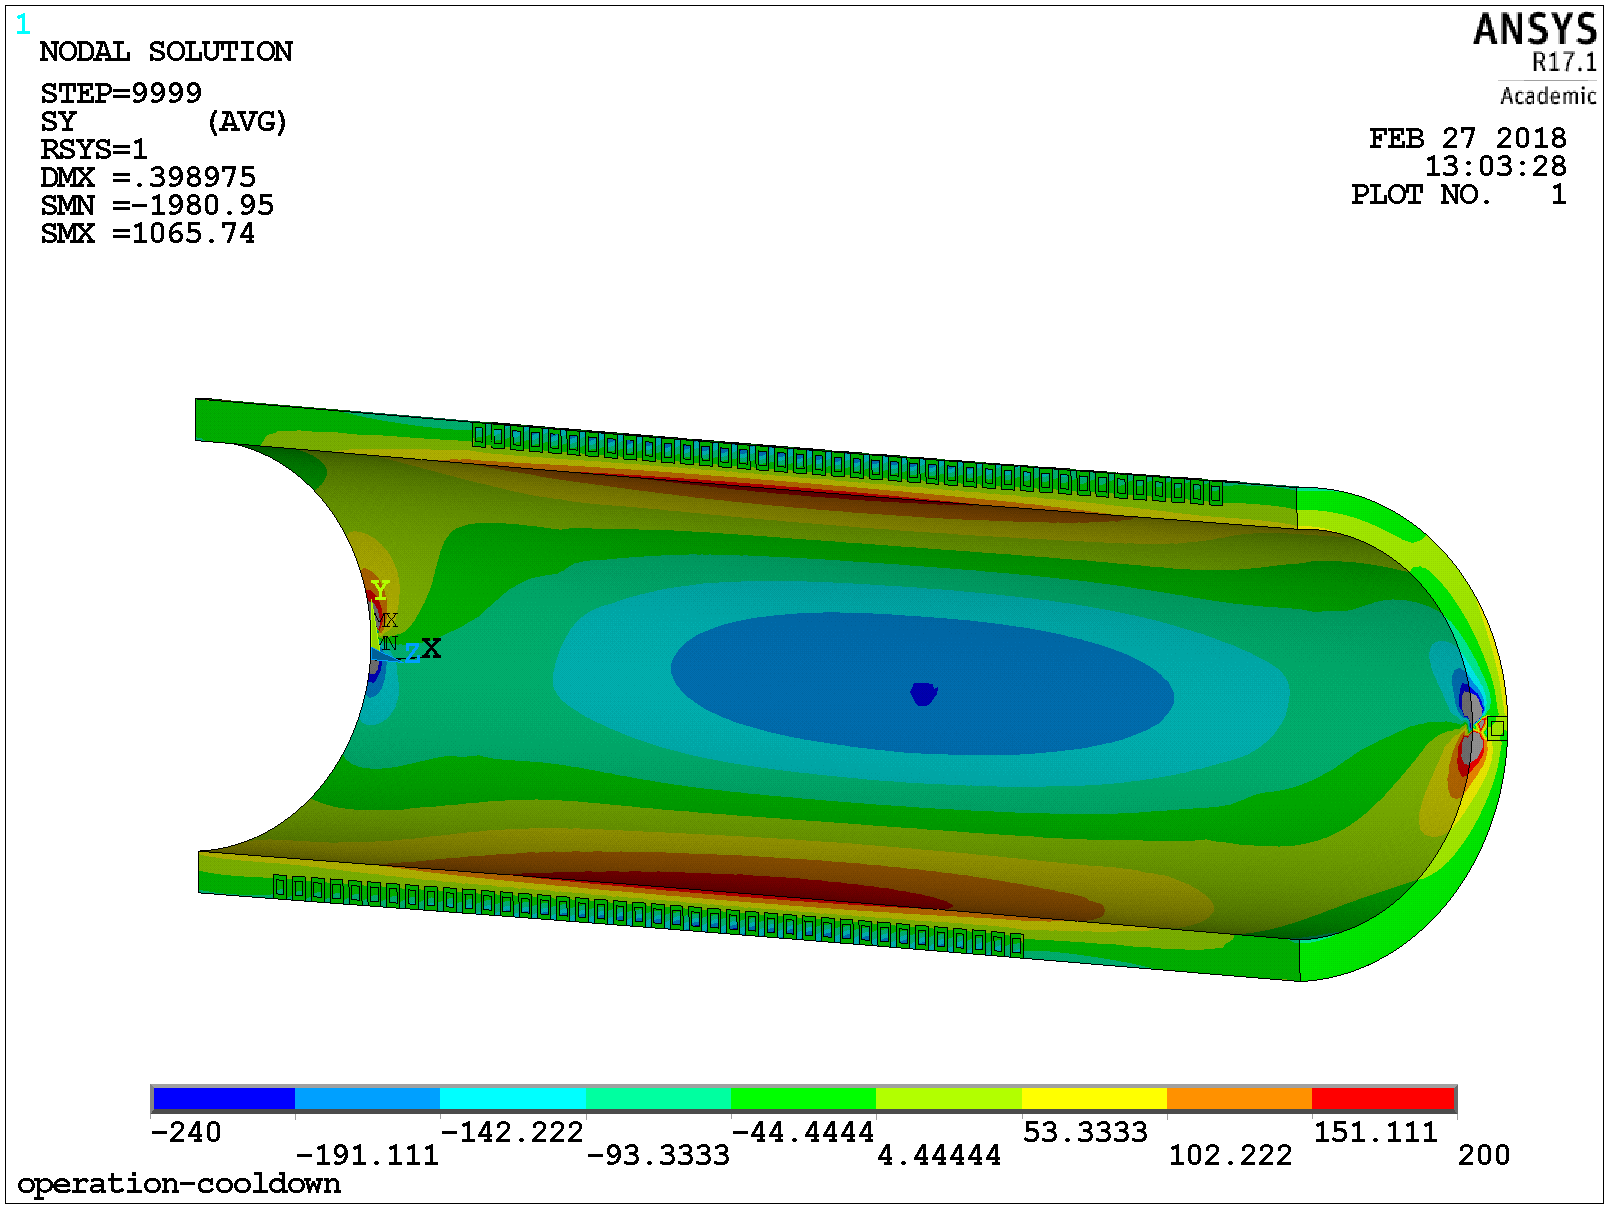 1
NODAL SOLUTION
STEP=9999
SY (AVG)
RSYS=1
DMX =.398975
SMN =-1980.95
SMX =1065.74
ANSYS
R17.1
Academic
FEB 27 2018
13:03:28
PLOT NO. 1
Y
MX
MN
Z X
-240 -142.222 -44.4444 53.3333 151.111
-191.111 -93.3333 4.44444 102.222 200
operation-cooldown